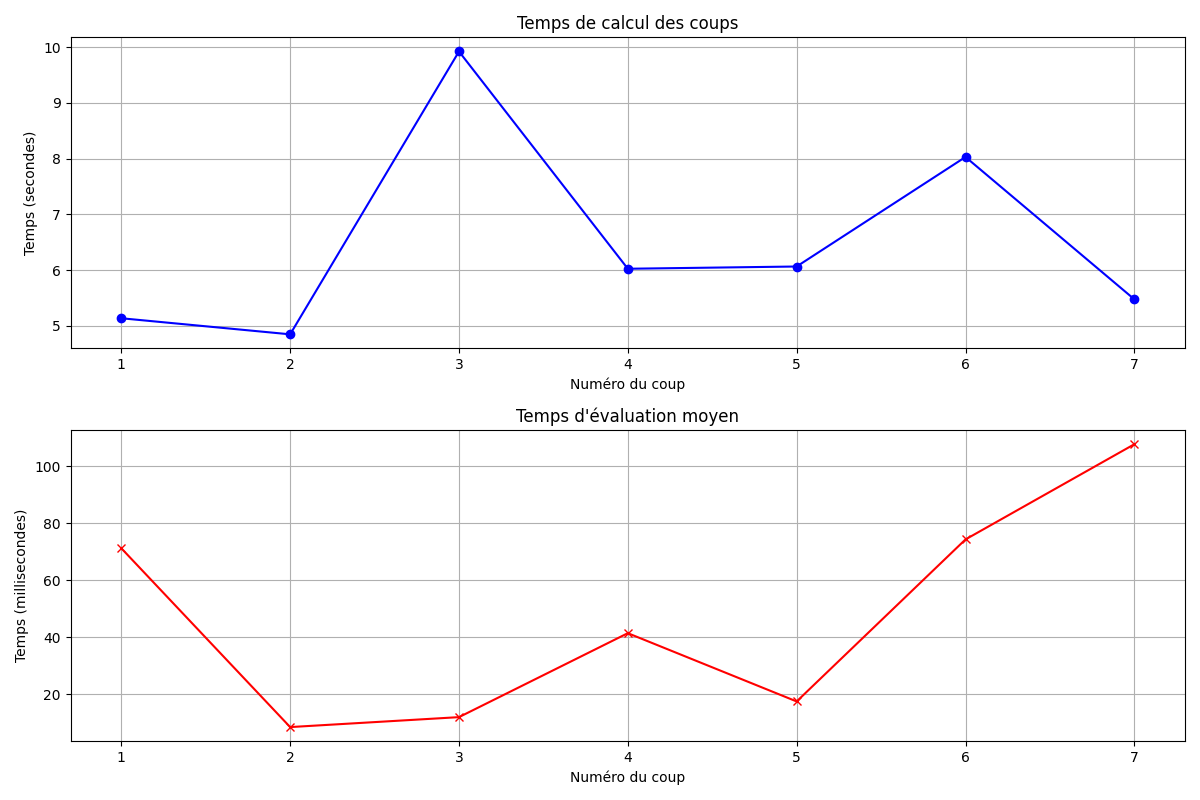 Temps de calcul des coups
10
9
8
7
6
5
Temps (secondes)
1 2 3 4 5 6 7
Numéro du coup
Temps d'évaluation moyen
100
80
60
40
20
Temps (millisecondes)
1 2 3 4 5 6 7
Numéro du coup